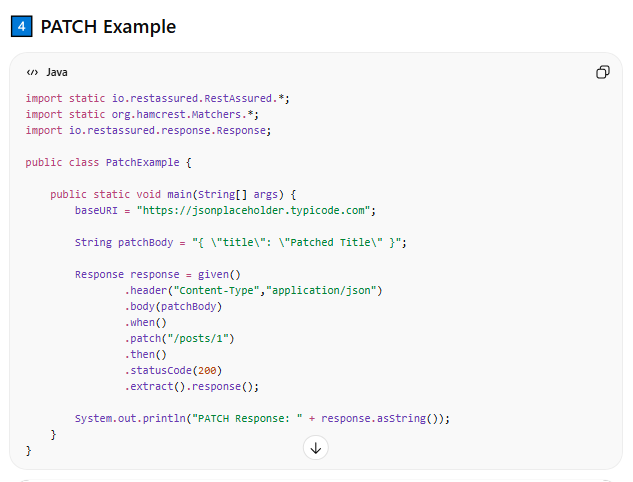 4 PATCH Example
Java
import static io.restassured.RestAssured.*;
import static org.hamcrest.Matchers.*;
import io.restassured.response.Response;
public class PatchExample {
public static void main(String[] args) {
baseURI = "https://jsonplaceholder.typicode.com";
String patchBody = "{ \"title\": \"Patched Title\" }";
Response response = given()
.header("Content-Type","application/json")
.body(patchBody)
.when()
.patch("/posts/1")
.then()
.statusCode(200)
.extract().response();
System.out.println("PATCH Response: " + response.asString());
}
}